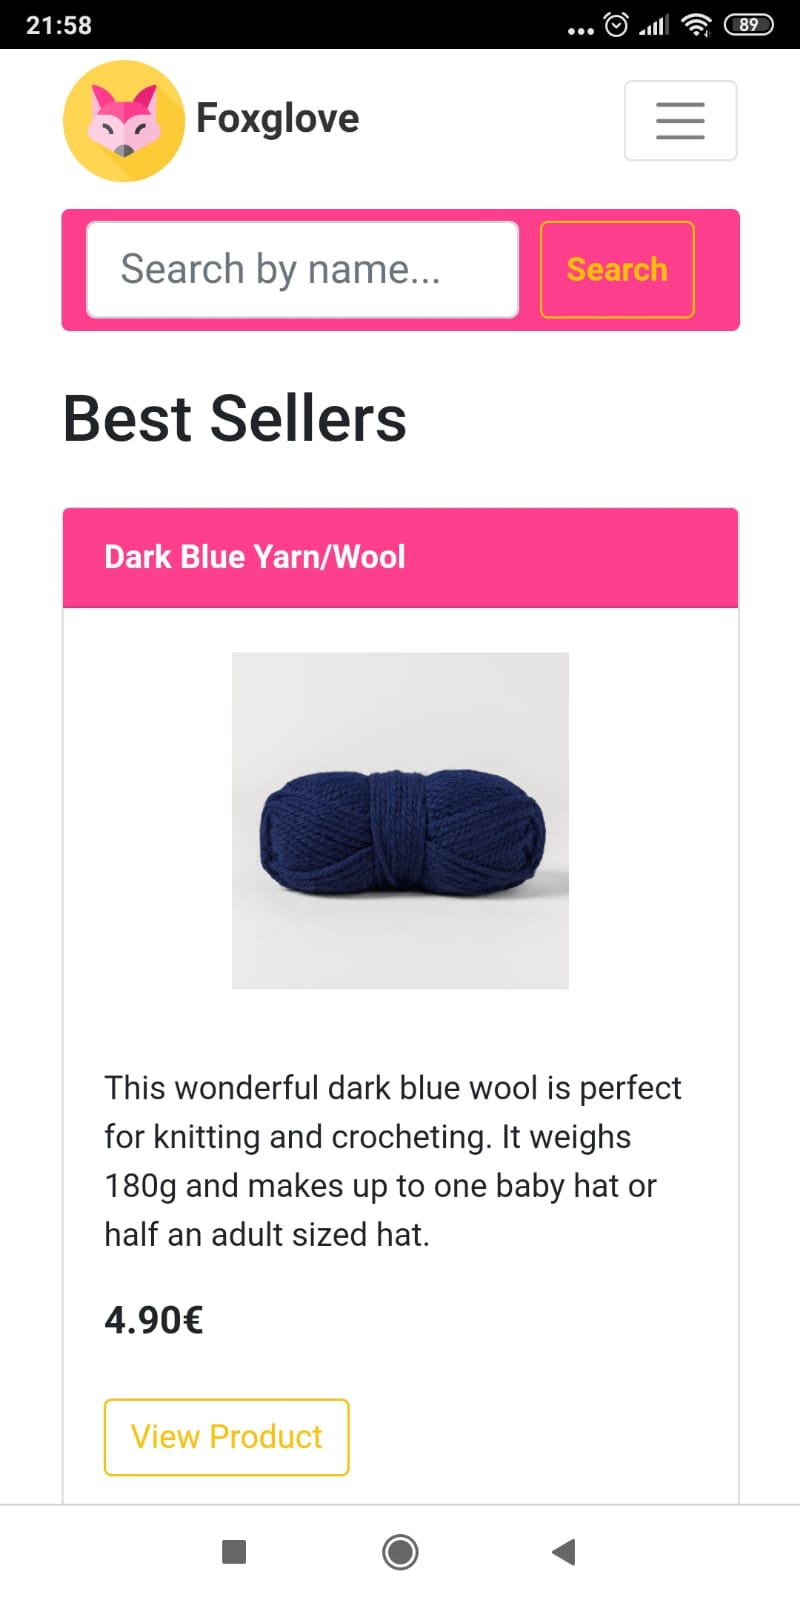 21:58
89
Foxglove
Search by name...
Search
Best Sellers
Dark Blue Yarn/Wool
This wonderful dark blue wool is perfect
for knitting and crocheting. It weighs
180g and makes up to one baby hat or
half an adult sized hat.
4.90€
View Product